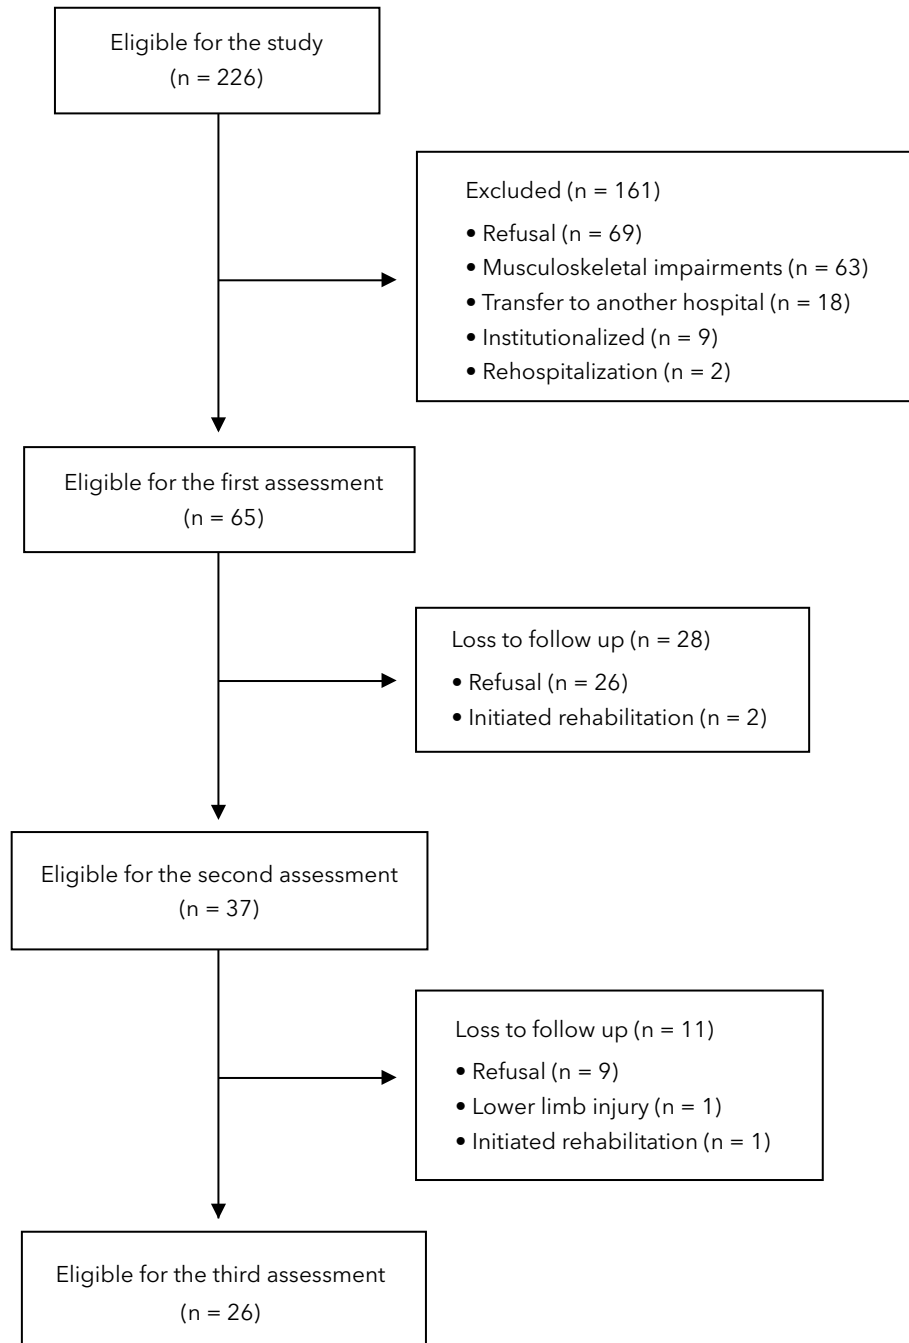 Eligible for the study
(n = 226)
Excluded (n = 161)
• Refusal (n = 69)
• Musculoskeletal impairments (n = 63)
• Transfer to another hospital (n = 18)
• Institutionalized (n = 9)
• Rehospitalization (n = 2)
Eligible for the first assessment
(n = 65)
Loss to follow up (n = 28)
• Refusal (n = 26)
• Initiated rehabilitation (n = 2)
Eligible for the second assessment
(n = 37)
Loss to follow up (n = 11)
• Refusal (n = 9)
• Lower limb injury (n = 1)
• Initiated rehabilitation (n = 1)
Eligible for the third assessment
(n = 26)